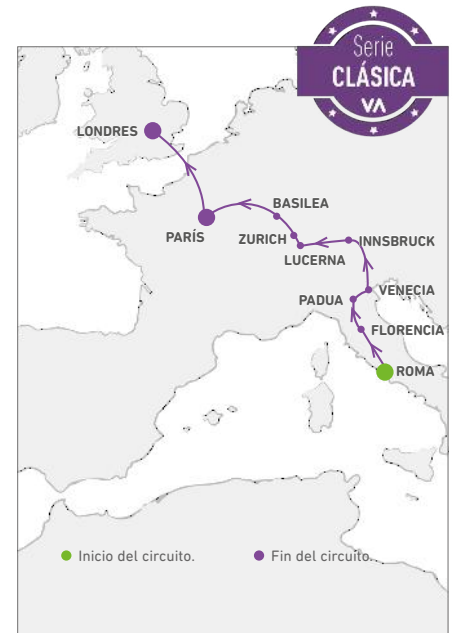 Serie
CLÁSICA
VA
LONDRES
BASILEA
PARÍS
ZURICH
INNSBRUCK
LUCERNA
VENECIA
PADUA
FLORENCIA
ROMA
Inicio del circuito.
Fin del circuito.